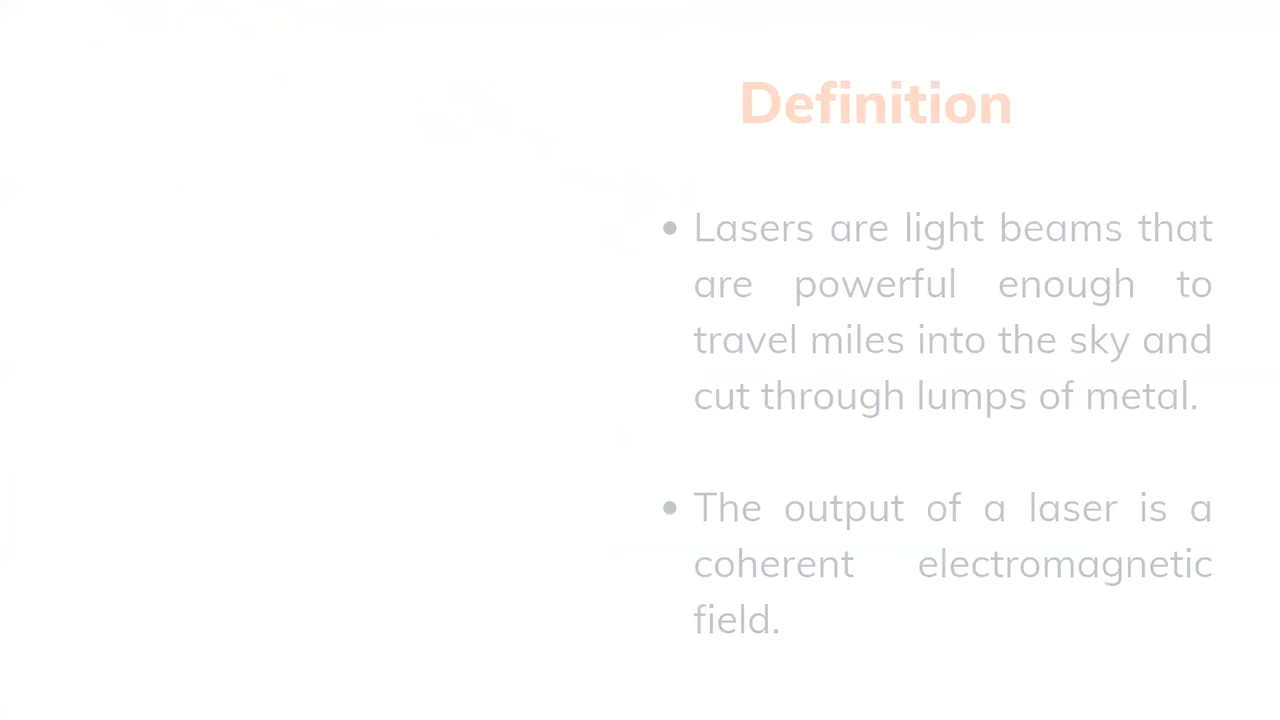 Definition
• Lasers are light beams that
are powerful enough to
travel miles into the sky and
cut through lumps of metal.
• The output of a laser is a
coherent electromagnetic
field.